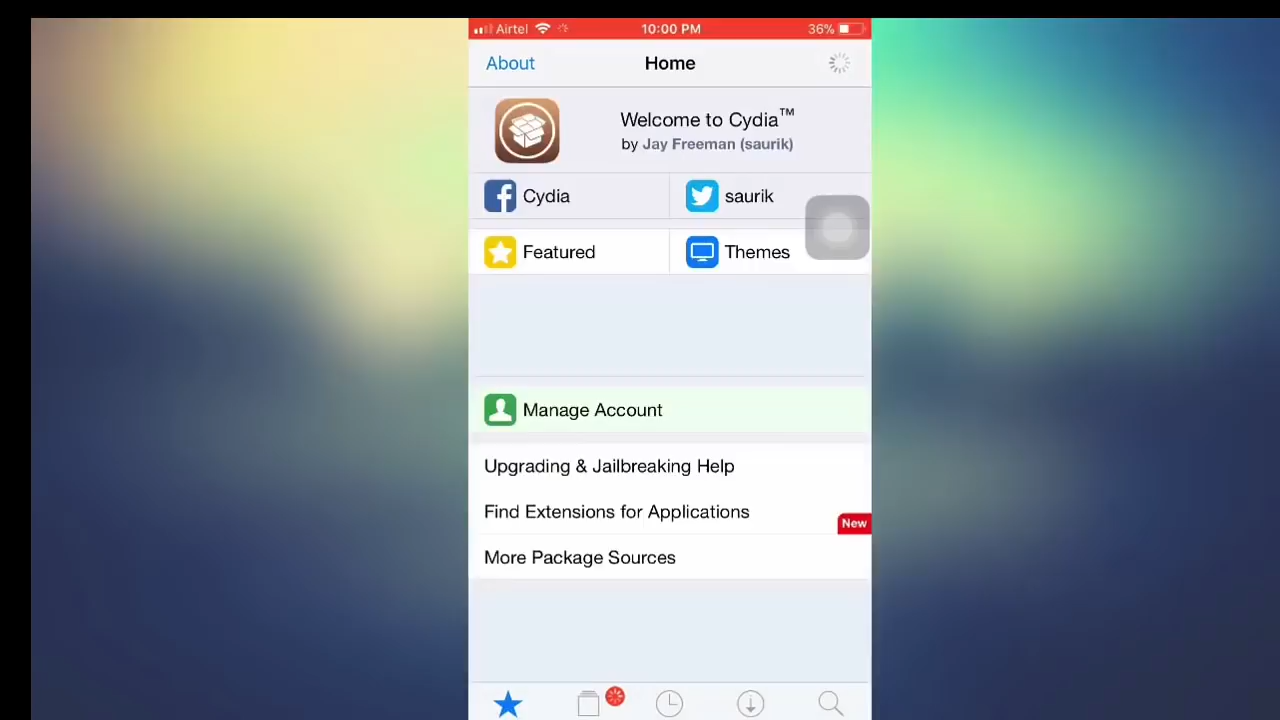 Airtel 10:00 PM 36%
About Home
Welcome to Cydia™
by Jay Freeman (saurik)
Cydia saurik
Featured Themes
Manage Account
Upgrading & Jailbreaking Help
Find Extensions for Applications
New
More Package Sources